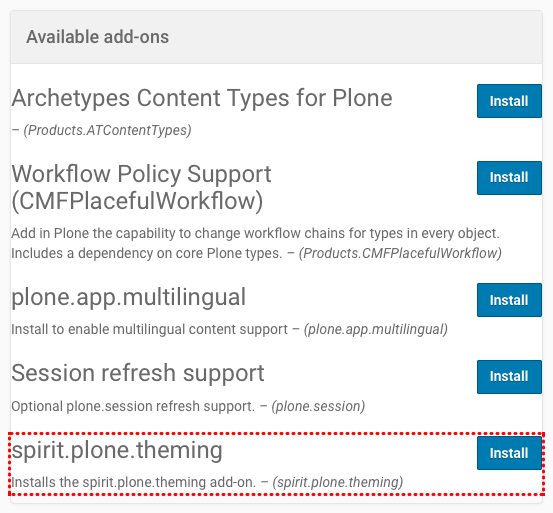 Available add-ons
Archetypes Content Types for Plone
Install
– (Products.ATContentTypes)
Workflow Policy Support
(CMFPlacefulWorkflow)
Install
Add in Plone the capability to change workflow chains for types in every object.
Includes a dependency on core Plone types. – (Products.CMFPlacefulWorkflow)
plone.app.multilingual
Install
Install to enable multilingual content support – (plone.app.multilingual)
Session refresh support
Install
Optional plone.session refresh support. – (plone.session)
spirit.plone.theming
Install
Installs the spirit.plone.theming add-on. – (spirit.plone.theming)